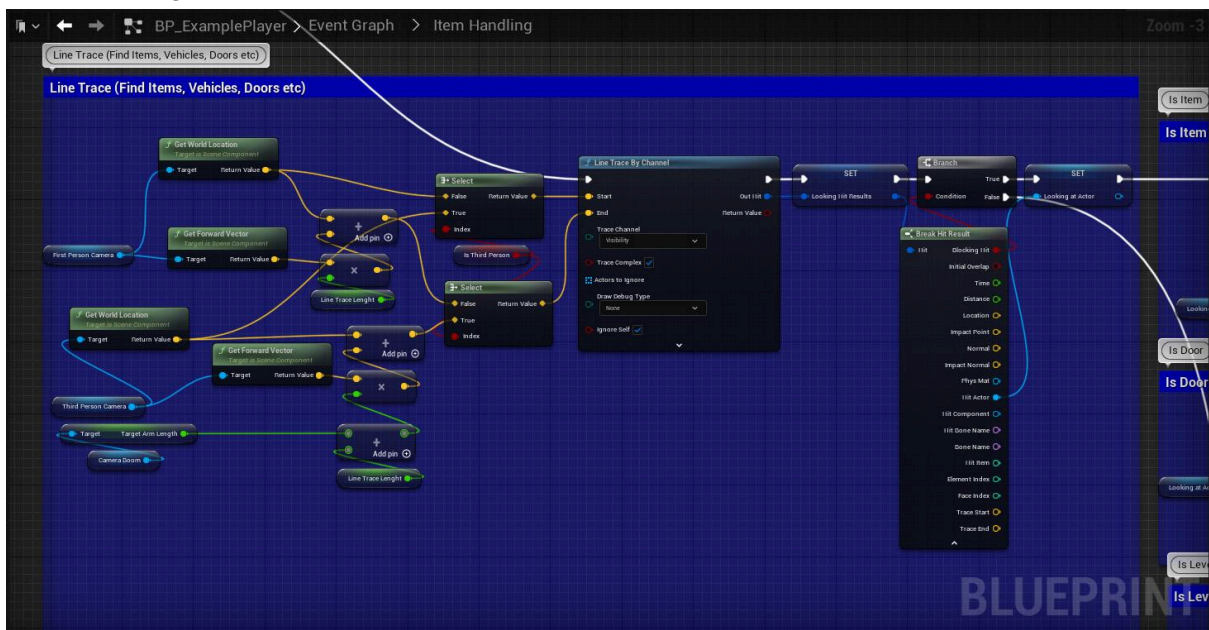 BP_ExamplePlayer > Event Graph > Item Handling
Zoom -3
Line Trace (Find Items, Vehicles, Doors etc)
Line Trace (Find Items, Vehicles, Doors etc)
Get World Location
Target is Scene Component
Target Return Value
Get Forward Vector
Target is Scene Component
Target Return Value
First Person Camera
Add pin
Line Trace Lenght
Get World Location
Target is Scene Component
Target Return Value
Get Forward Vector
Target is Scene Component
Target Return Value
Third Person Camera
Add pin
Target Target Arm Length
Camera Boom
Add pin
Line Trace Lenght
Select
False Return Value
True
Index
Is Third Person
Select
False Return Value
True
Index
Line Trace By Channel
Start Out Hit
End Return Value
Trace Channel
Visibility
Trace Complex
Actors to Ignore
Draw Debug Type
None
Ignore Self
SET
Looking Hit Results
Branch
True
Condition False
SET
Looking at Actor
Break Hit Result
Hit Blocking Hit
Initial Overlap
Time
Distance
Location
Impact Point
Normal
Impact Normal
Phys Mat
Hit Actor
Hit Component
Hit Bone Name
Bone Name
Hit Item
Element Index
Face Index
Trace Start
Trace End
Is Item
Is Item
Lookin
Is Door
Is Door
Looking at A
Is Leve
Is Lev
BLUEPRINT